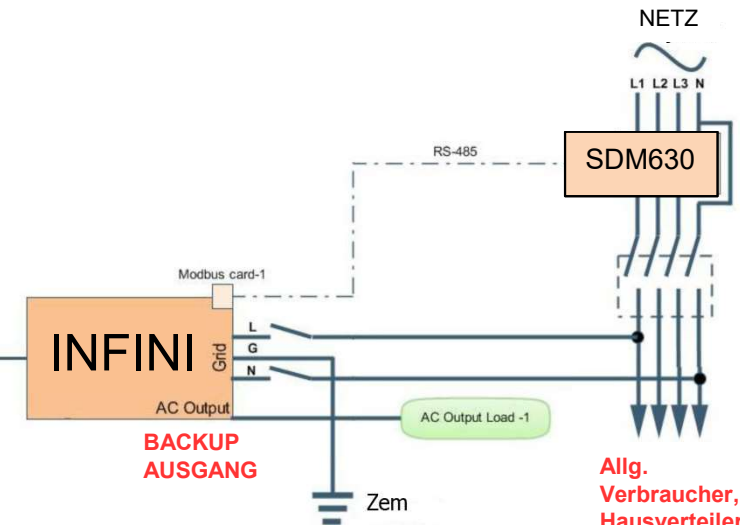 NETZ
L1 L2 L3 N
RS-485
SDM630
Modbus card-1
INFINI
Grid
L
G
N
AC Output
AC Output Load -1
BACKUP
AUSGANG
Zem
Allg.
Verbraucher,
Hausverteiler